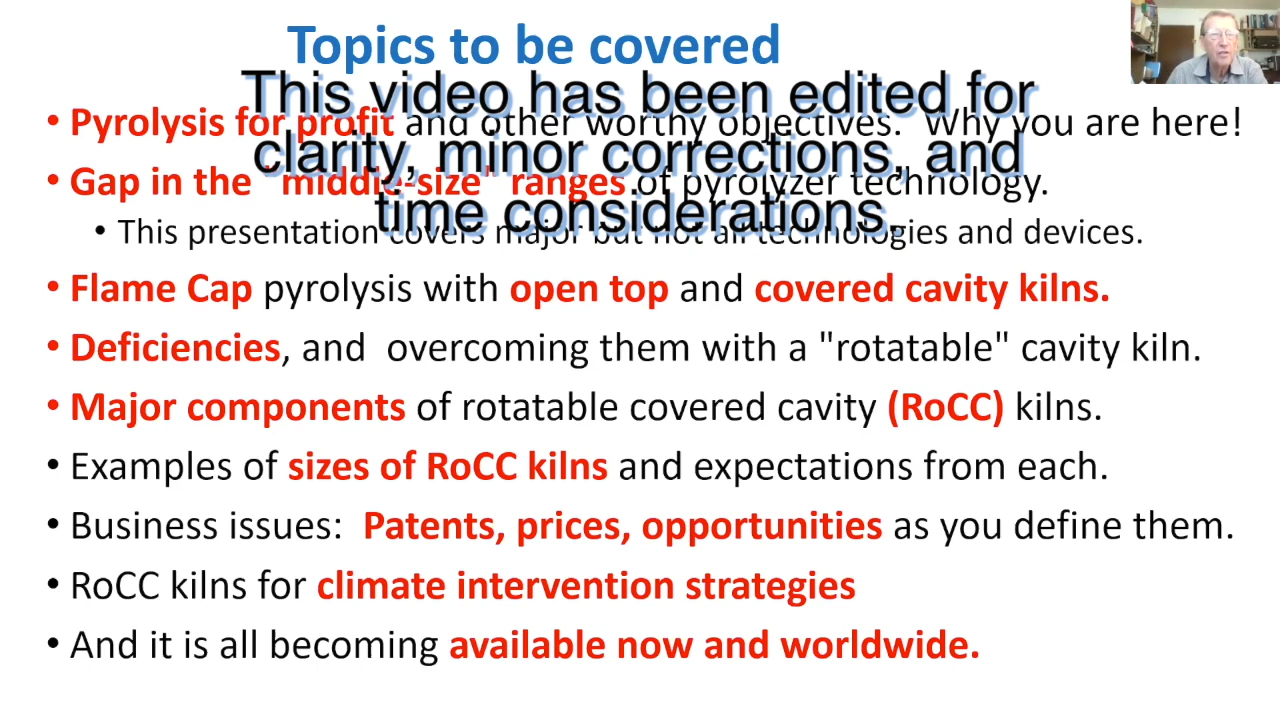 Topics to be covered
This video has been edited for
clarity, minor corrections, and
time considerations.
• Pyrolysis for profit and other worthy objectives.  Why you are here!
• Gap in the "middle-size" ranges of pyrolyzer technology.
• This presentation covers major but not all technologies and devices.
• Flame Cap pyrolysis with open top and covered cavity kilns.
• Deficiencies, and  overcoming them with a "rotatable" cavity kiln.
• Major components of rotatable covered cavity (RoCC) kilns.
• Examples of sizes of RoCC kilns and expectations from each.
• Business issues:  Patents, prices, opportunities as you define them.
• RoCC kilns for climate intervention strategies
• And it is all becoming available now and worldwide.